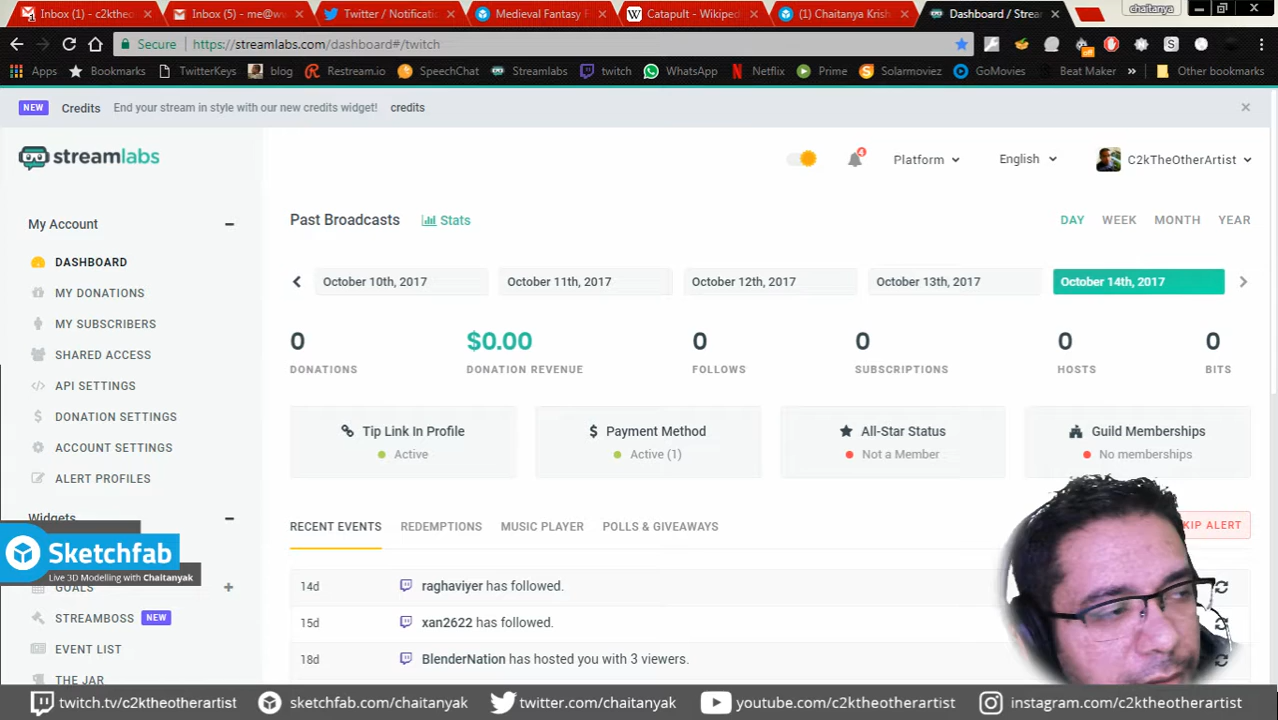 Inbox (1) - c2kthe
Inbox (5) - me@ww
Twitter / Notificati
Medieval Fantasy F
Catapult - Wikiped
(1) Chaitanya Krish
Dashboard / Strea
chaitanya
Secure
https://streamlabs.com/dashboard#/twitch
Apps
Bookmarks
TwitterKeys
blog
Restream.io
SpeechChat
Streamlabs
twitch
WhatsApp
Netflix
Prime
Solarmoviez
GoMovies
Beat Maker
Other bookmarks
NEW Credits End your stream in style with our new credits widget! credits
streamlabs
4
Platform
English
C2kTheOtherArtist
My Account
DASHBOARD
MY DONATIONS
MY SUBSCRIBERS
SHARED ACCESS
API SETTINGS
DONATION SETTINGS
ACCOUNT SETTINGS
ALERT PROFILES
Widgets
GOALS
STREAMBOSS NEW
EVENT LIST
THE JAR
Past Broadcasts Stats
DAY WEEK MONTH YEAR
October 10th, 2017
October 11th, 2017
October 12th, 2017
October 13th, 2017
October 14th, 2017
0
DONATIONS
$0.00
DONATION REVENUE
0
FOLLOWS
0
SUBSCRIPTIONS
0
HOSTS
0
BITS
Tip Link In Profile
Active
Payment Method
Active (1)
All-Star Status
Not a Member
Guild Memberships
No memberships
RECENT EVENTS REDEMPTIONS MUSIC PLAYER POLLS & GIVEAWAYS
KIP ALERT
14d raghaviyer has followed.
15d xan2622 has followed.
18d BlenderNation has hosted you with 3 viewers.
Sketchfab
Live 3D Modelling with Chaitanyak
twitch.tv/c2ktheotherartist
sketchfab.com/chaitanyak
twitter.com/chaitanyak
youtube.com/c2ktheotherartist
instagram.com/c2ktheotherartist